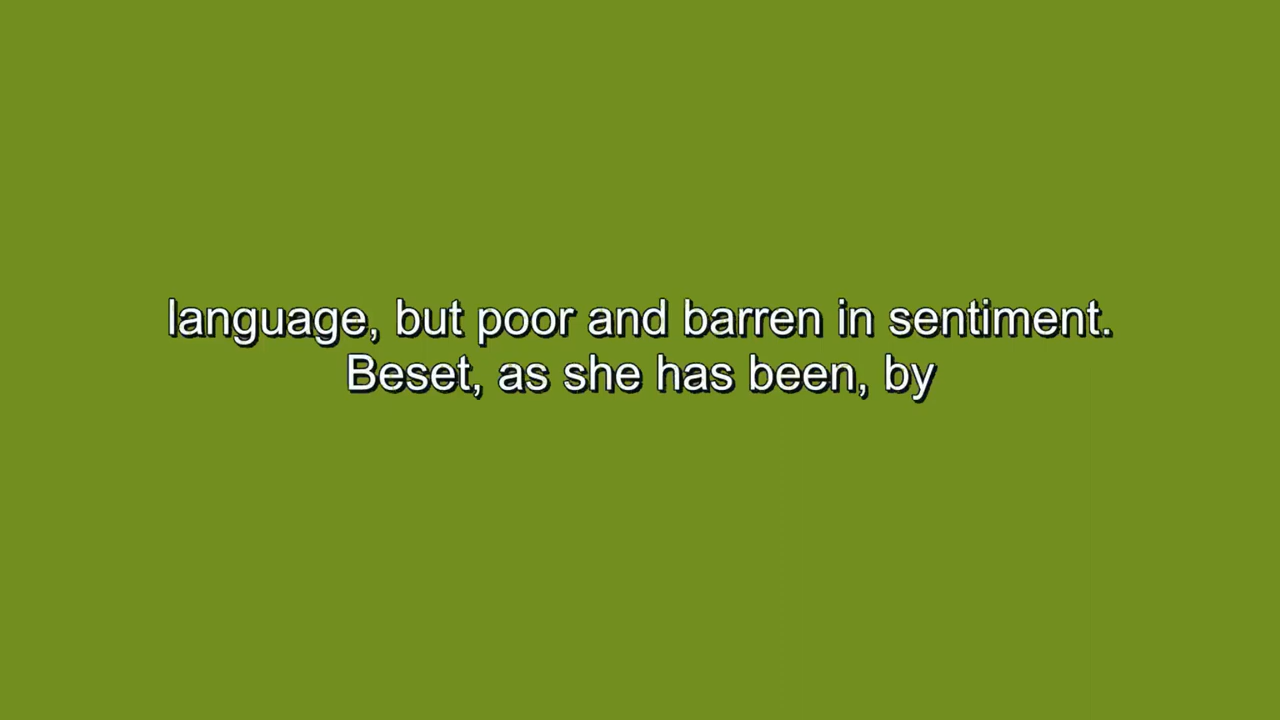 language, but poor and barren in sentiment.
Beset, as she has been, by